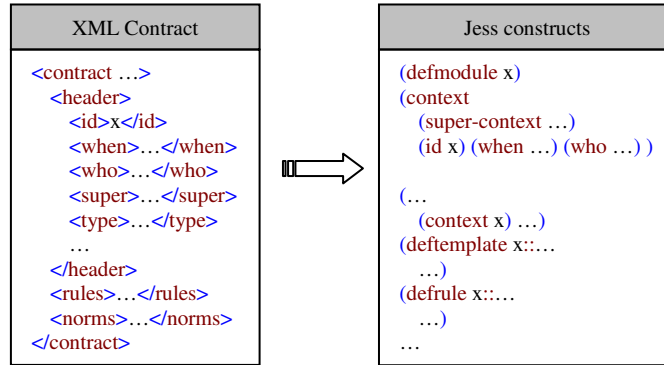 XML Contract
<contract …>
<header>
<id>x</id>
<when>…</when>
<who>…</who>
<super>…</super>
<type>…</type>
…
</header>
<rules>…</rules>
<norms>…</norms>
</contract>
Jess constructs
(defmodule x)
(context
(super-context …)
(id x) (when …) (who …) )
(…
(context x) …)
(deftemplate x::…
…)
(defrule x::…
…)
…